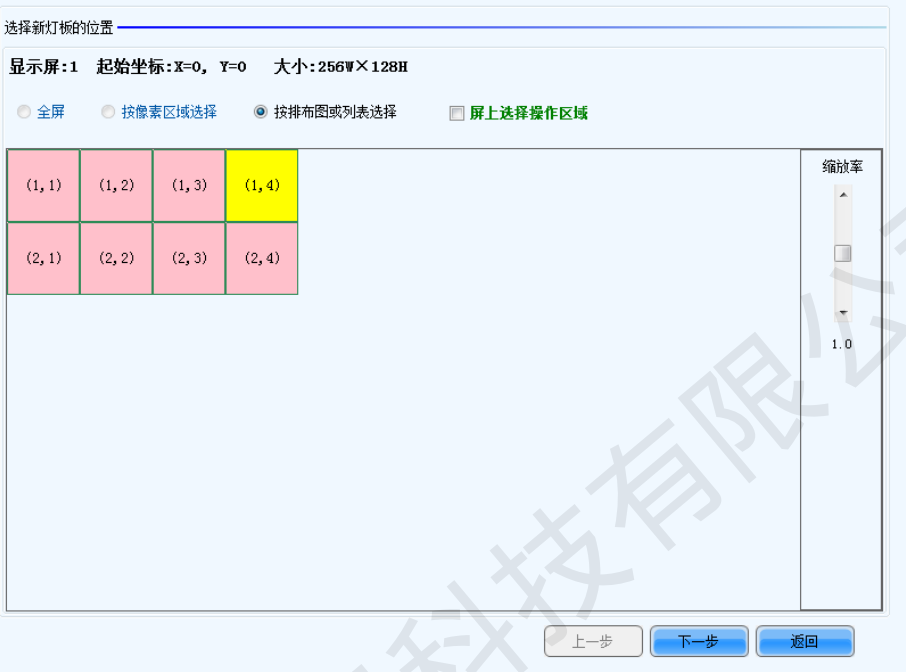 选择新灯板的位置
显示屏:1 起始坐标:X=0, Y=0 大小:256W×128H
全屏 按像素区域选择 按排布图或列表选择 屏上选择操作区域
(1,1) (1,2) (1,3) (1,4)
(2,1) (2,2) (2,3) (2,4)
缩放率
1.0
科技有限公司
上一步 下一步 返回